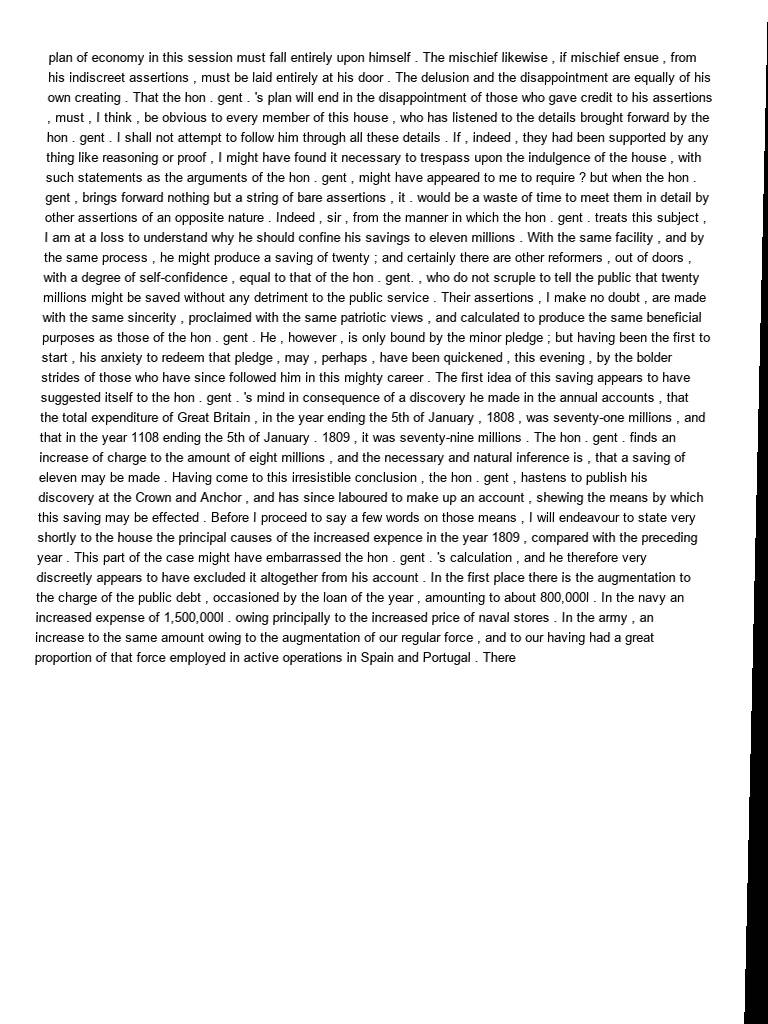 plan of economy in this session must fall entirely upon himself . The mischief likewise , if mischief ensue , from
his indiscreet assertions , must be laid entirely at his door . The delusion and the disappointment are equally of his
own creating . That the hon . gent . 's plan will end in the disappointment of those who gave credit to his assertions
, must , I think , be obvious to every member of this house , who has listened to the details brought forward by the
hon . gent . I shall not attempt to follow him through all these details . If , indeed , they had been supported by any
thing like reasoning or proof , I might have found it necessary to trespass upon the indulgence of the house , with
such statements as the arguments of the hon . gent , might have appeared to me to require ? but when the hon .
gent , brings forward nothing but a string of bare assertions , it . would be a waste of time to meet them in detail by
other assertions of an opposite nature . Indeed , sir , from the manner in which the hon . gent . treats this subject ,
I am at a loss to understand why he should confine his savings to eleven millions . With the same facility , and by
the same process , he might produce a saving of twenty ; and certainly there are other reformers , out of doors ,
with a degree of self-confidence , equal to that of the hon . gent. , who do not scruple to tell the public that twenty
millions might be saved without any detriment to the public service . Their assertions , I make no doubt , are made
with the same sincerity , proclaimed with the same patriotic views , and calculated to produce the same beneficial
purposes as those of the hon . gent . He , however , is only bound by the minor pledge ; but having been the first to
start , his anxiety to redeem that pledge , may , perhaps , have been quickened , this evening , by the bolder
strides of those who have since followed him in this mighty career . The first idea of this saving appears to have
suggested itself to the hon . gent . 's mind in consequence of a discovery he made in the annual accounts , that
the total expenditure of Great Britain , in the year ending the 5th of January , 1808 , was seventy-one millions , and
that in the year 1108 ending the 5th of January . 1809 , it was seventy-nine millions . The hon . gent . finds an
increase of charge to the amount of eight millions , and the necessary and natural inference is , that a saving of
eleven may be made . Having come to this irresistible conclusion , the hon . gent , hastens to publish his
discovery at the Crown and Anchor , and has since laboured to make up an account , shewing the means by which
this saving may be effected . Before I proceed to say a few words on those means , I will endeavour to state very
shortly to the house the principal causes of the increased expence in the year 1809 , compared with the preceding
year . This part of the case might have embarrassed the hon . gent . 's calculation , and he therefore very
discreetly appears to have excluded it altogether from his account . In the first place there is the augmentation to
the charge of the public debt , occasioned by the loan of the year , amounting to about 800,000l . In the navy an
increased expense of 1,500,000l . owing principally to the increased price of naval stores . In the army , an
increase to the same amount owing to the augmentation of our regular force , and to our having had a great
proportion of that force employed in active operations in Spain and Portugal . There